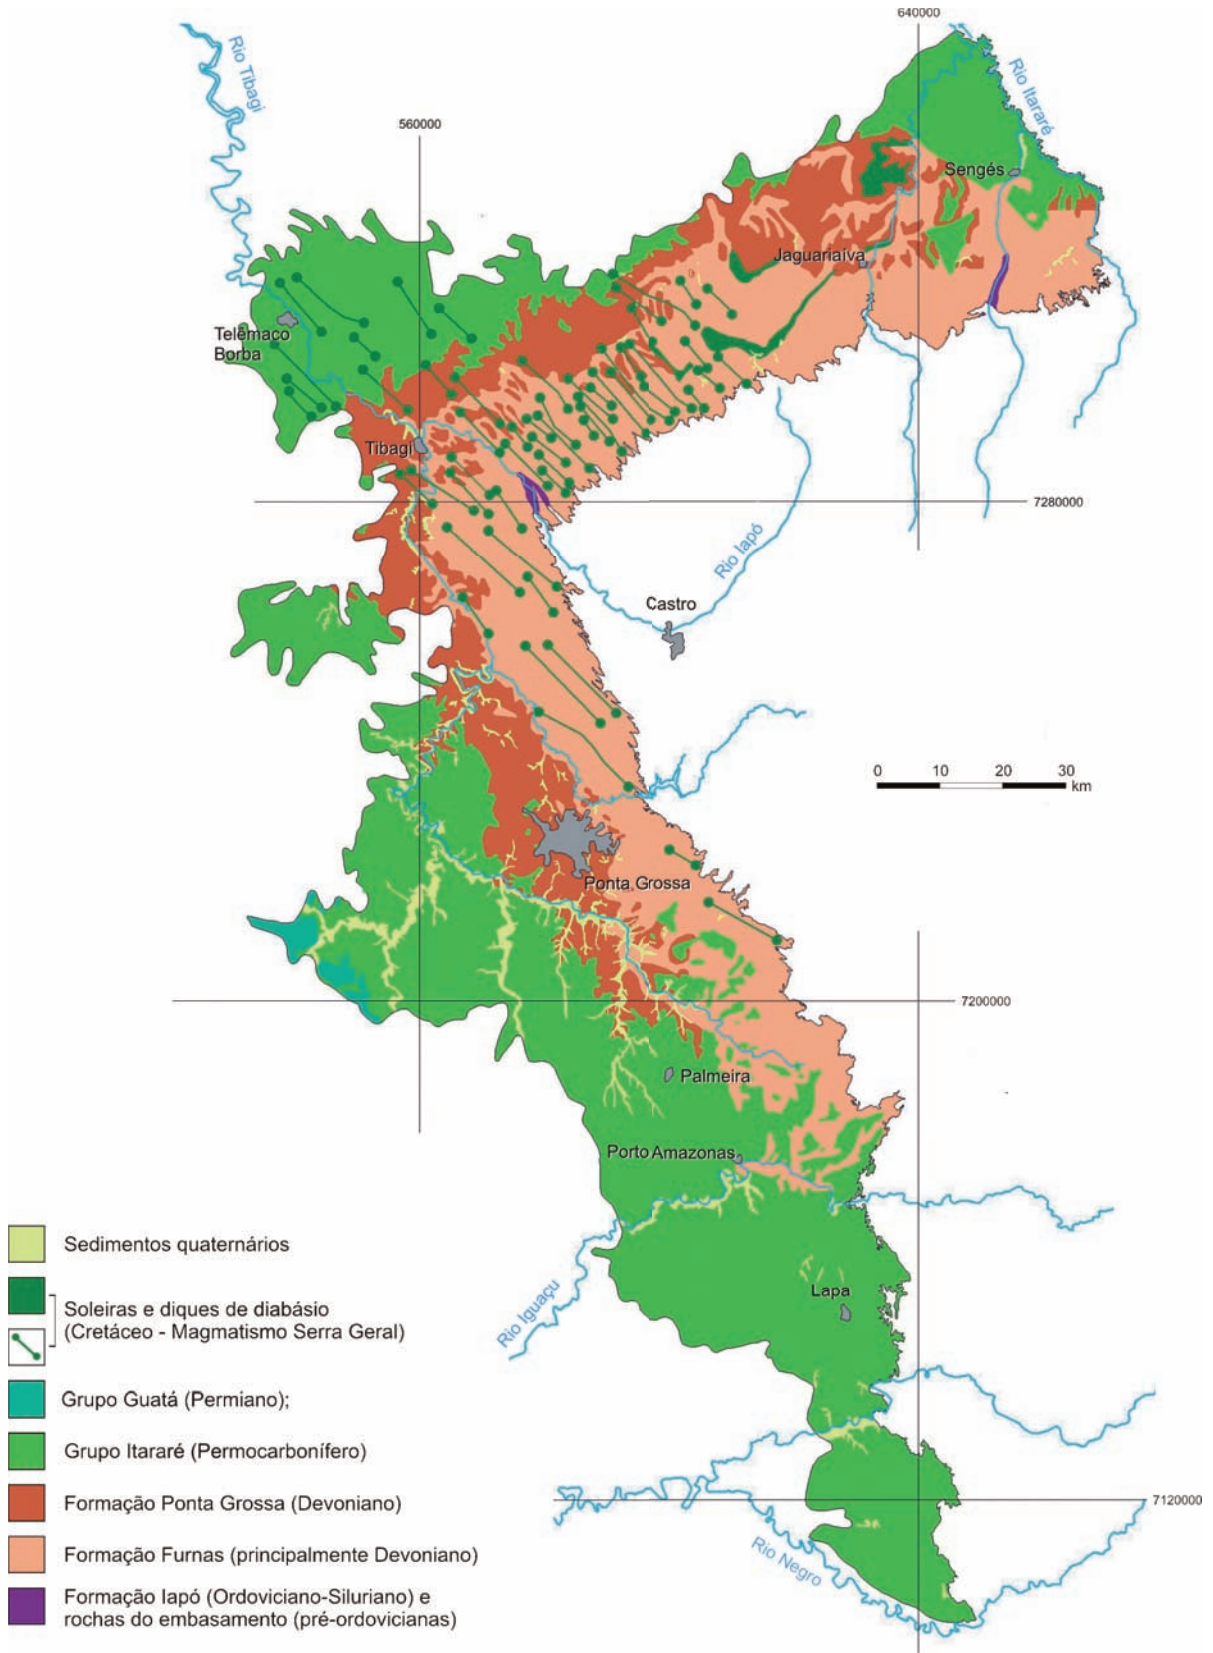 640000
Rio Tibagi
Rio Itararé
560000
Sengés
Jaguariaíva
Telêmaco
Borba
Tibagi
7280000
Rio Iapó
Castro
0 10 20 30
km
Ponta Grossa
7200000
Palmeira
Porto Amazonas
Rio Iguaçu
Lapa
7120000
Rio Negro
Sedimentos quaternários
Soleiras e diques de diabásio
(Cretáceo - Magmatismo Serra Geral)
Grupo Guatá (Permiano);
Grupo Itararé (Permocarbonífero)
Formação Ponta Grossa (Devoniano)
Formação Furnas (principalmente Devoniano)
Formação Iapó (Ordoviciano-Siluriano) e
rochas do embasamento (pré-ordovicianas)